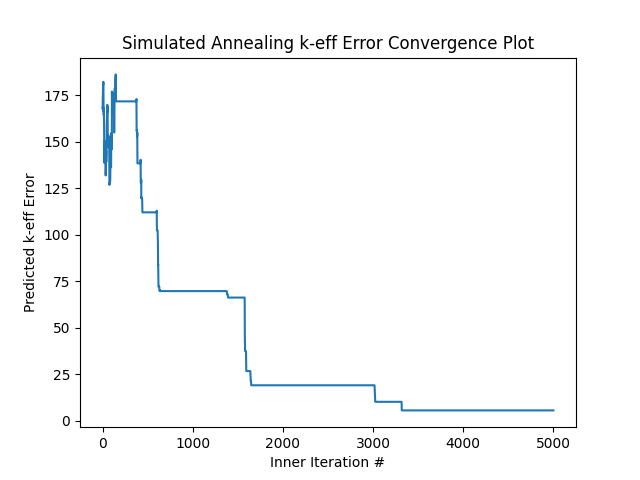 Simulated Annealing k-eff Error Convergence Plot
175
150
125
100
75
50
25
0
Predicted k-eff Error
0 1000 2000 3000 4000 5000
Inner Iteration #